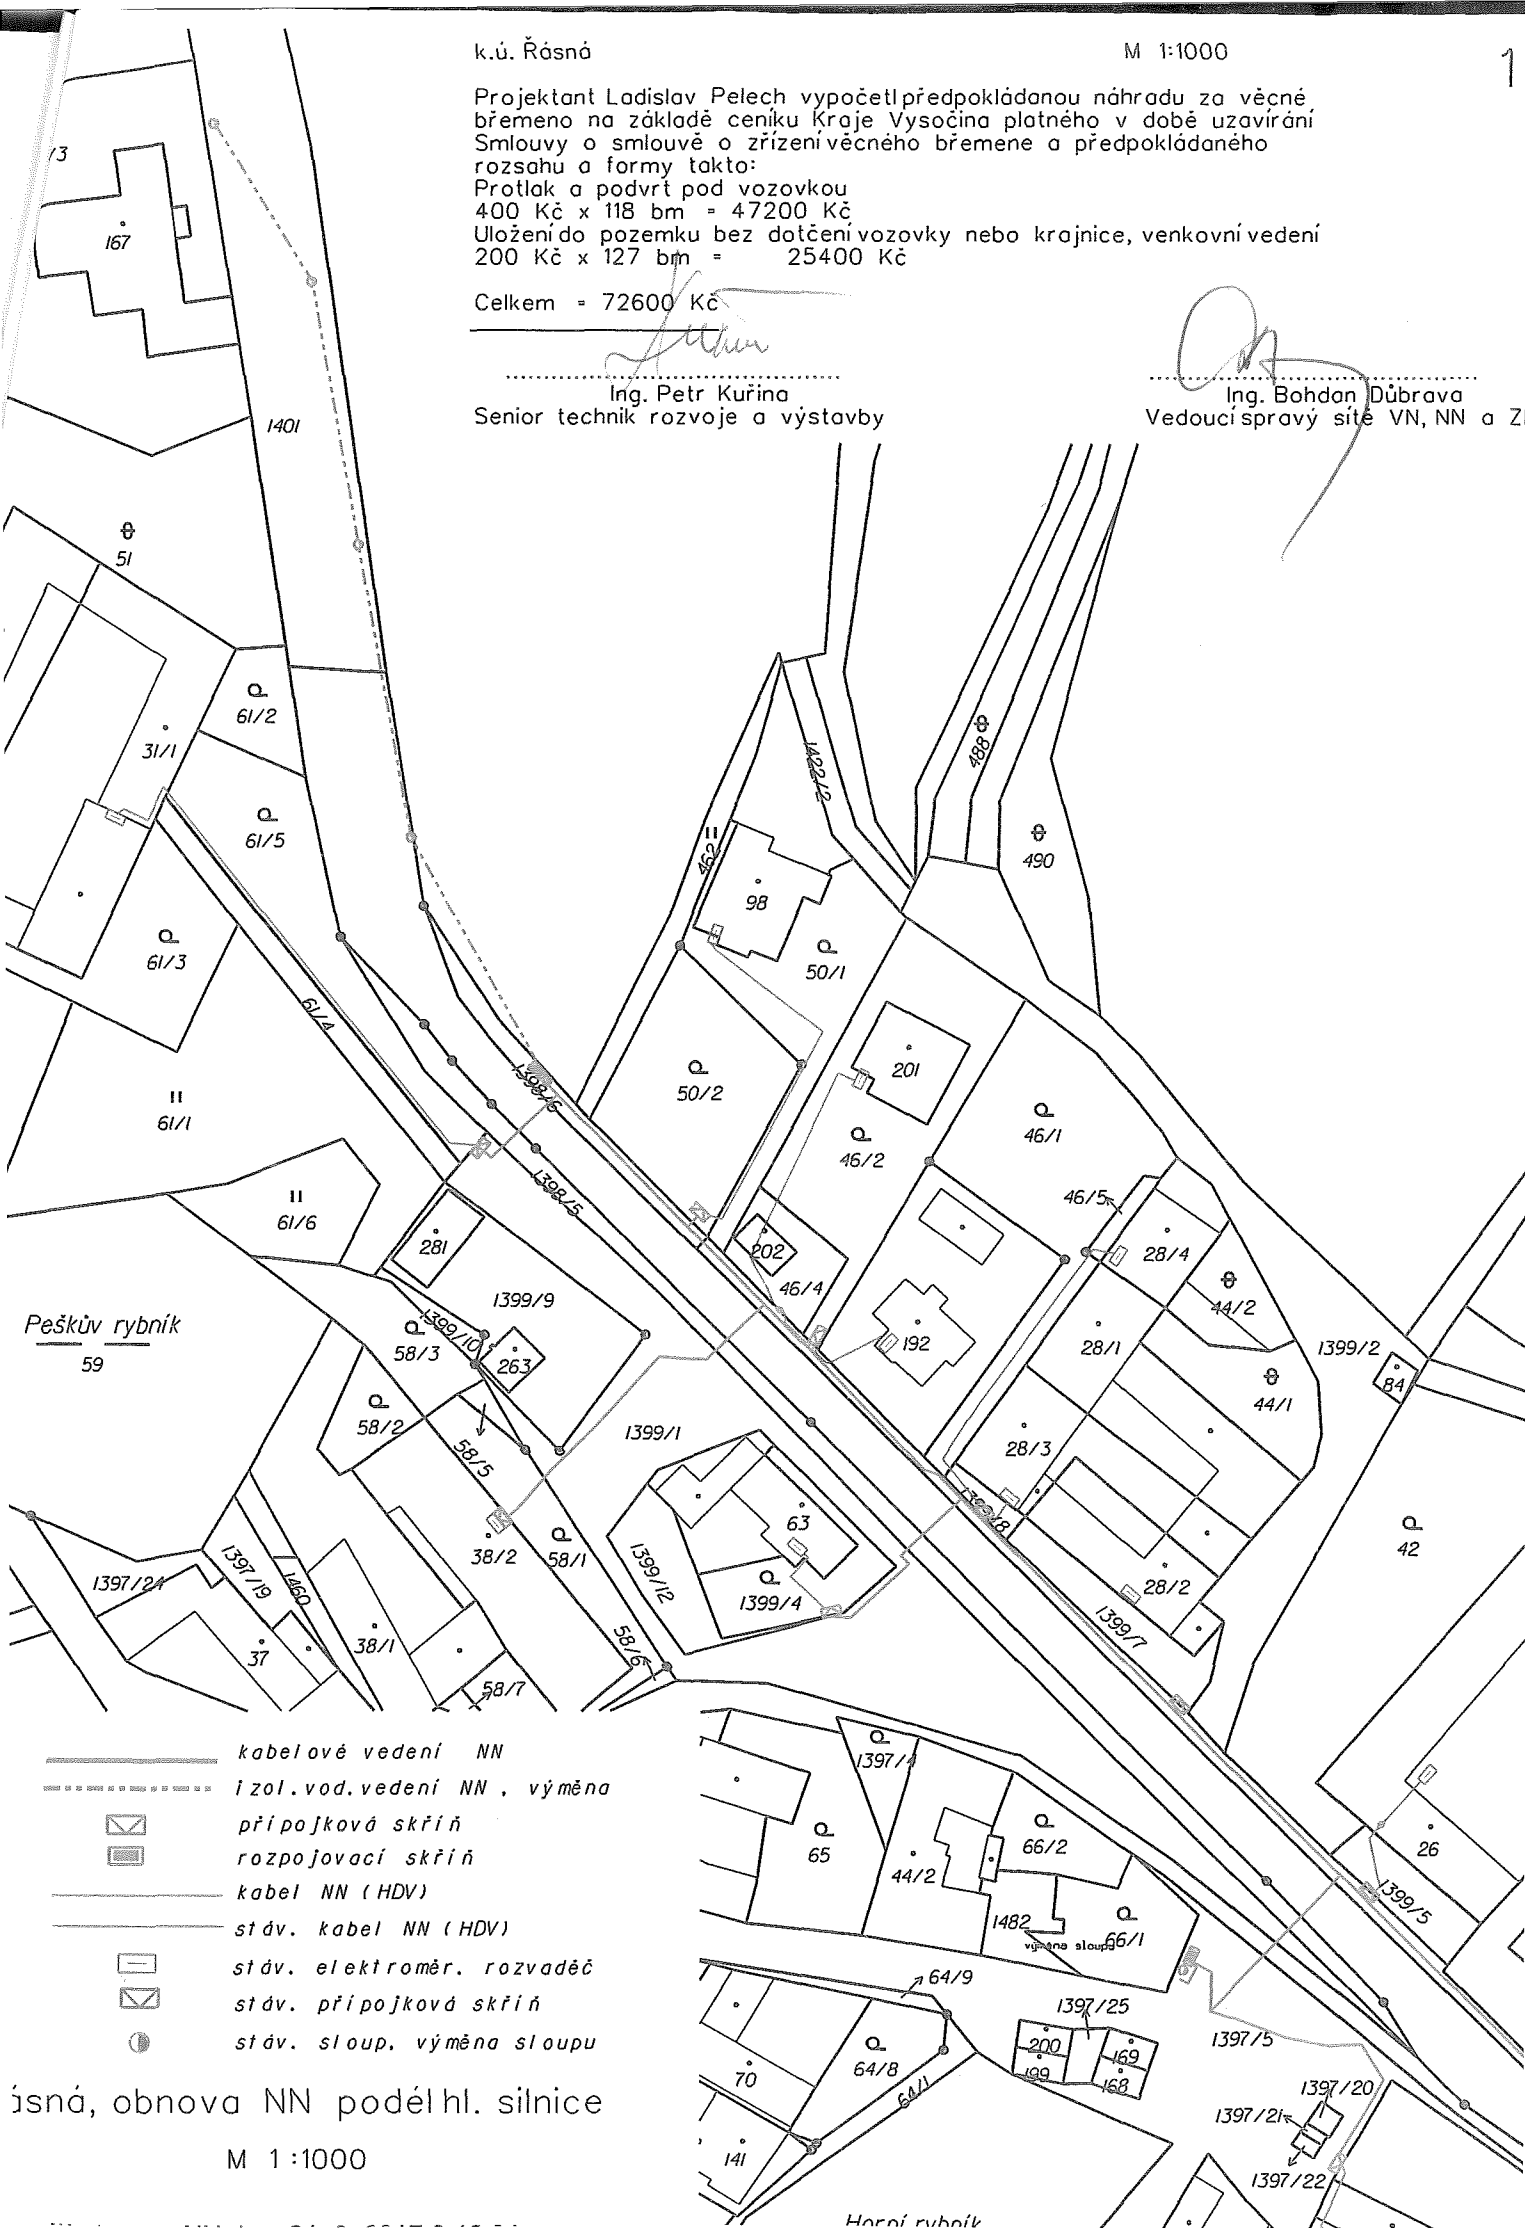 k.ú. Řásná
M 1:1000
1
Projektant Ladislav Pelech vypočetl předpokládanou náhradu za věcné
břemeno na základě ceníku Kraje Vysočina platného v době uzavírání
Smlouvy o smlouvě o zřízení věcného břemene a předpokládaného
rozsahu a formy takto:
Protlak a podvrt pod vozovkou
400 Kč x 118 bm = 47200 Kč
Uložení do pozemku bez dotčení vozovky nebo krajnice, venkovní vedení
200 Kč x 127 bm = 25400 Kč
Celkem = 72600 Kč
Ing. Petr Kuřina
Senior technik rozvoje a výstavby
Ing. Bohdan Důbrava
Vedoucí spravý sítě VN, NN a
/3
167
1401
51
61/2
31/1
61/5
61/3
61/4
61/1
61/6
1422/2
488
490
462
98
50/1
50/2
201
46/2
46/1
46/5
28/4
44/2
28/1
1399/2
84
44/1
28/3
42
1398/6
1398/5
202
46/4
192
281
1399/9
1399/10
58/3
263
Peškův rybník
59
58/2
58/5
1399/1
63
1399/8
28/2
1399/7
38/2
58/1
1399/12
1399/4
58/6
58/7
1397/24
1397/19
1460
37
38/1
1397/4
65
44/2
66/2
1482
66/1
výměna sloupu
26
1399/5
64/9
1397/25
200
199
169
168
1397/5
70
64/8
64/1
141
1397/20
1397/21
1397/22
Horní rybník
kabelové vedení NN
izol.vod.vedení NN , výměna
přípojková skříň
rozpojovací skříň
kabel NN (HDV)
stáv. kabel NN (HDV)
stáv. elektroměr. rozvaděč
stáv. přípojková skříň
stáv. sloup. výměna sloupu
ásná, obnova NN podél hl. silnice
M 1:1000